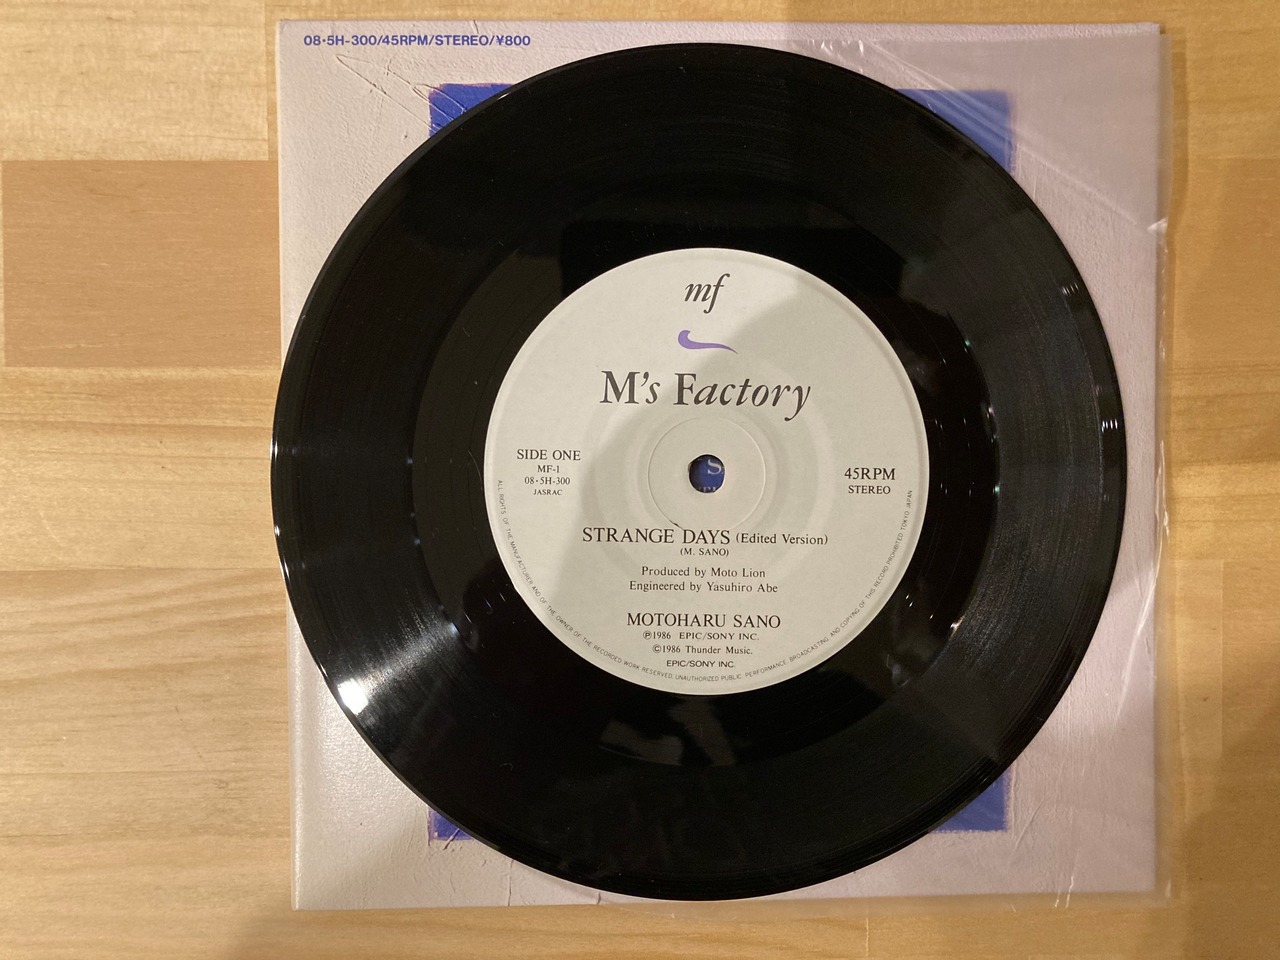 08・5H-300/45RPM/STEREO/¥800
mf
M's Factory
SIDE ONE
MF-1
08・5H-300
JASRAC
45RPM
STEREO
S
STRANGE DAYS (Edited Version)
(M. SANO)
Produced by Moto Lion
Engineered by Yasuhiro Abe
MOTOHARU SANO
Ⓟ1986 EPIC/SONY INC.
©1986 Thunder Music.
EPIC/SONY INC.
ALL RIGHTS OF THE MANUFACTURER AND OF THE OWNER OF THE RECORDED WORK RESERVED. UNAUTHORIZED PUBLIC PERFORMANCE, BROADCASTING AND COPYING OF THIS RECORD PROHIBITED TOKYO JAPAN